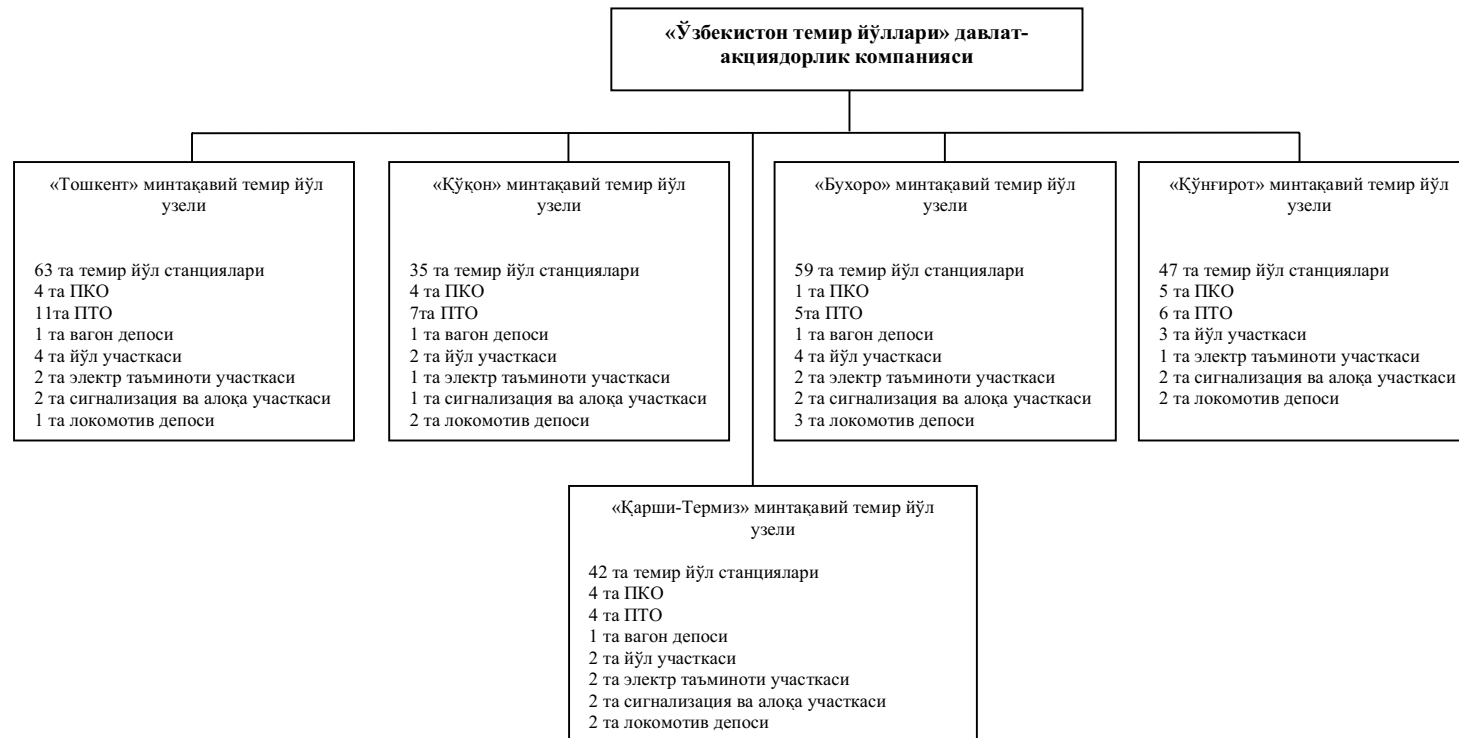 «Ўзбекистон темир йўллари» давлат-
акциядорлик компанияси
«Тошкент» минтақавий темир йўл
узели
63 та темир йўл станциялари
4 та ПКО
11та ПТО
1 та вагон депоси
4 та йўл участкаси
2 та электр таъминоти участкаси
2 та сигнализация ва алоқа участкаси
1 та локомотив депоси
«Қўқон» минтақавий темир йўл
узели
35 та темир йўл станциялари
4 та ПКО
7та ПТО
1 та вагон депоси
2 та йўл участкаси
1 та электр таъминоти участкаси
1 та сигнализация ва алоқа участкаси
2 та локомотив депоси
«Бухоро» минтақавий темир йўл
узели
59 та темир йўл станциялари
1 та ПКО
5та ПТО
1 та вагон депоси
4 та йўл участкаси
2 та электр таъминоти участкаси
2 та сигнализация ва алоқа участкаси
3 та локомотив депоси
«Қўнғирот» минтақавий темир йўл
узели
47 та темир йўл станциялари
5 та ПКО
6 та ПТО
3 та йўл участкаси
1 та электр таъминоти участкаси
2 та сигнализация ва алоқа участкаси
2 та локомотив депоси
«Қарши-Термиз» минтақавий темир йўл
узели
42 та темир йўл станциялари
4 та ПКО
4 та ПТО
1 та вагон депоси
2 та йўл участкаси
2 та электр таъминоти участкаси
2 та сигнализация ва алоқа участкаси
2 та локомотив депоси